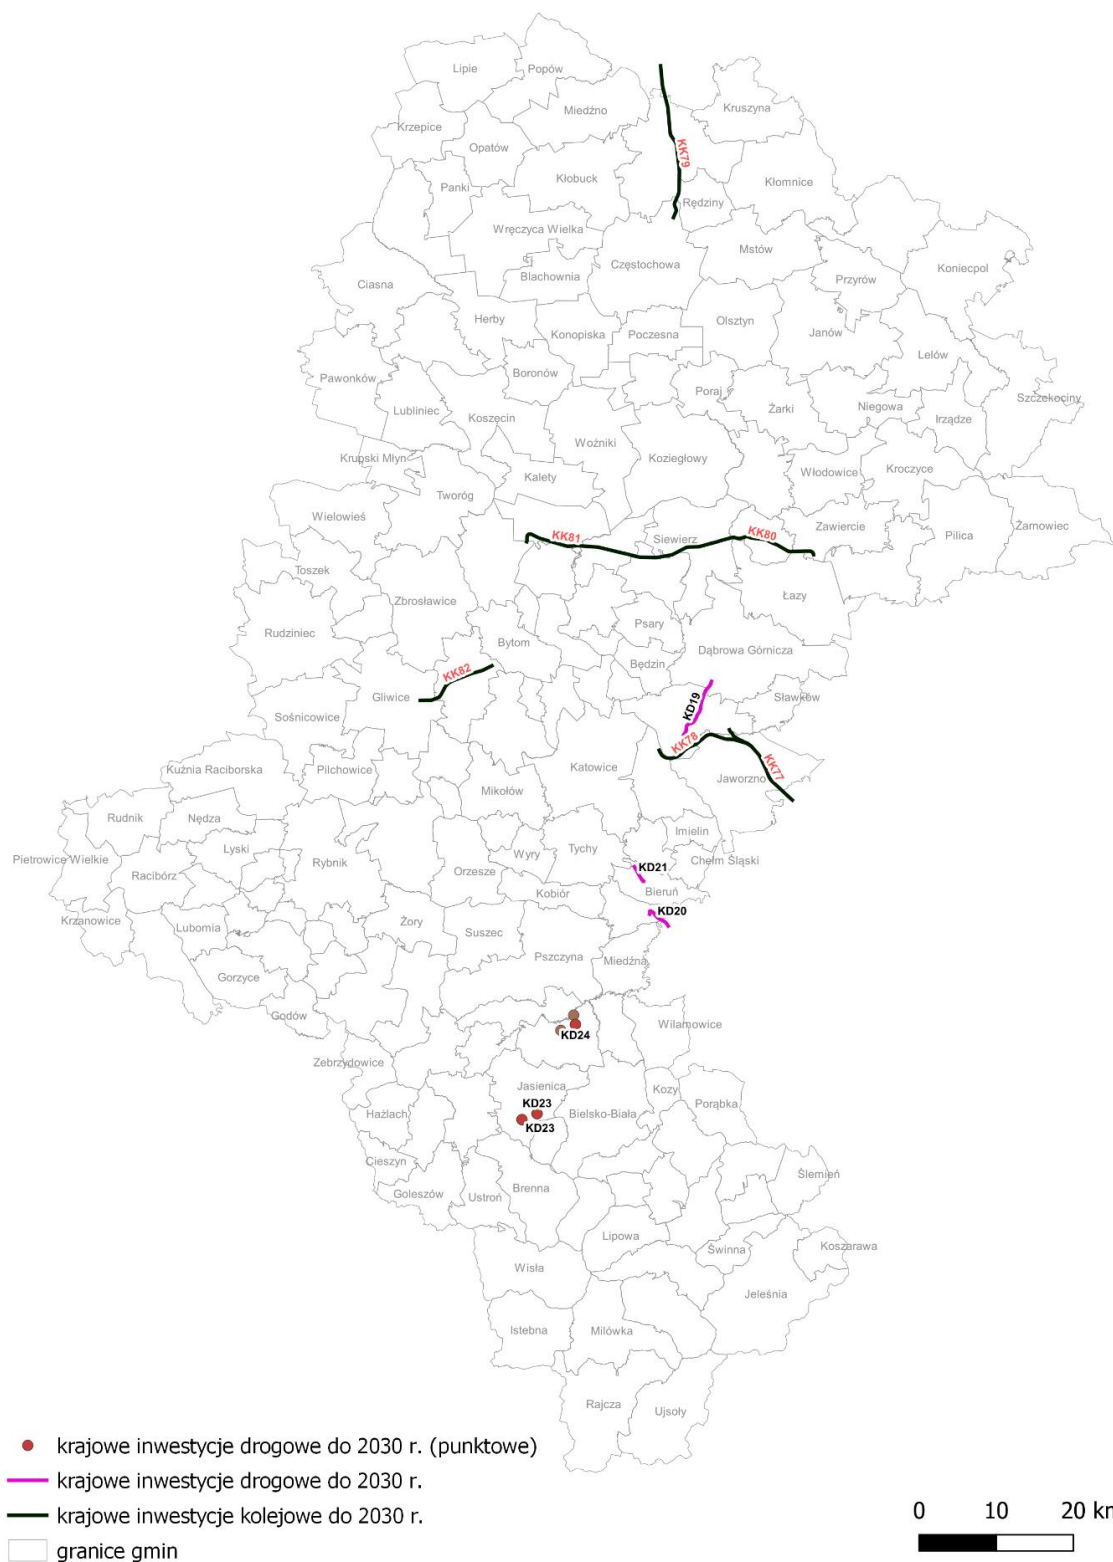 Lipie
Popów
Miedźno
Kruszyna
Krzepice
Opatów
KK79
Kłobuck
Kłomnice
Panki
Rędziny
Wręczyca Wielka
Mstów
Częstochowa
Koniecpol
Blachownia
Przyrów
Ciasna
Herby
Olsztyn
Konopiska
Poczesna
Janów
Lelów
Boronów
Pawonków
Poraj
Szczekociny
Lubliniec
Żarki
Niegowa
Koszęcin
Irządze
Woźniki
Krupski Młyn
Koziegłowy
Kroczyce
Włodowice
Kalety
Tworóg
Wielowieś
Zawiercie
Żarnowiec
KK81
Siewierz
KK80
Pilica
Toszek
Łazy
Zbrosławice
Psary
Rudziniec
Bytom
Dąbrowa Górnicza
Będzin
KK82
Gliwice
Sławków
KD19
Sośnicowice
KK78
Kuźnia Raciborska
Pilchowice
Katowice
KK77
Jaworzno
Mikołów
Rudnik
Nędza
Imielin
Lyski
Wyry
Tychy
Pietrowice Wielkie
Rybnik
Chełm Śląski
KD21
Racibórz
Orzesze
Kobiór
Bieruń
KD20
Krzanowice
Lubomia
Żory
Suszec
Pszczyna
Miedźna
Gorzyce
Godów
Wilamowice
KD24
Zebrzydowice
Jasienica
Kozy
Porąbka
KD23
Hażlach
Bielsko-Biała
KD23
Cieszyn
Ślemień
Goleszów
Ustroń
Brenna
Lipowa
Świnna
Koszarawa
Wisła
Jeleśnia
Istebna
Milówka
Rajcza
Ujsoły
krajowe inwestycje drogowe do 2030 r. (punktowe)
krajowe inwestycje drogowe do 2030 r.
krajowe inwestycje kolejowe do 2030 r.
granice gmin
0 10 20 km